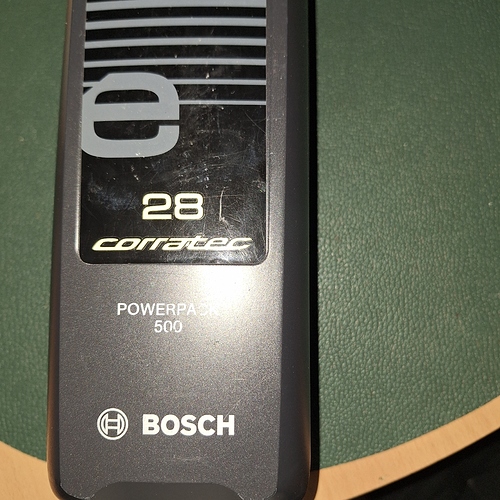 e
28
corratec
POWERPACK
500
BOSCH